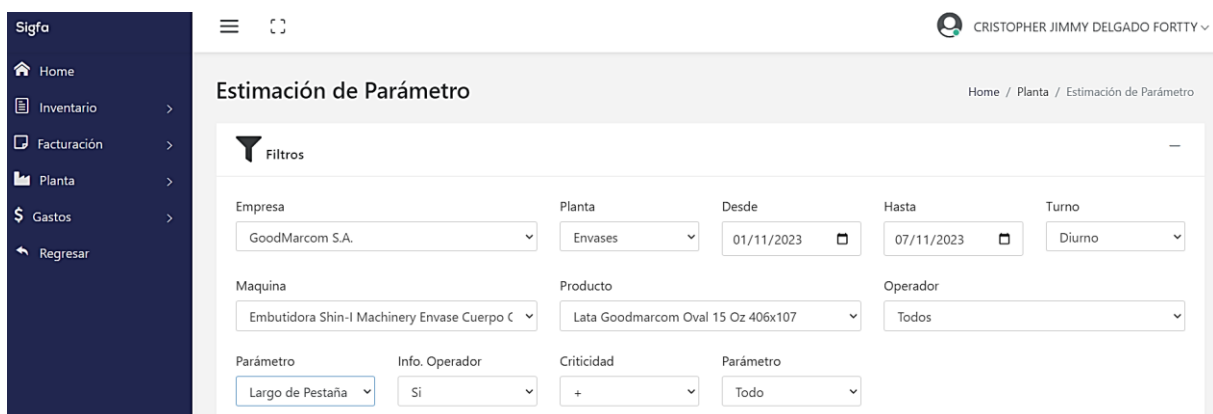 Sigfa
CRISTOPHER JIMMY DELGADO FORTTY
Home
Inventario
Facturación
Planta
Gastos
Regresar
Estimación de Parámetro
Home / Planta / Estimación de Parámetro
Filtros
Empresa Planta Desde Hasta Turno
GoodMarcom S.A. Envases 01/11/2023 07/11/2023 Diurno
Maquina Producto Operador
Embutidora Shin-I Machinery Envase Cuerpo Lata Goodmarcom Oval 15 Oz 406x107 Todos
Parámetro Info. Operador Criticidad Parámetro
Largo de Pestaña Si + Todo